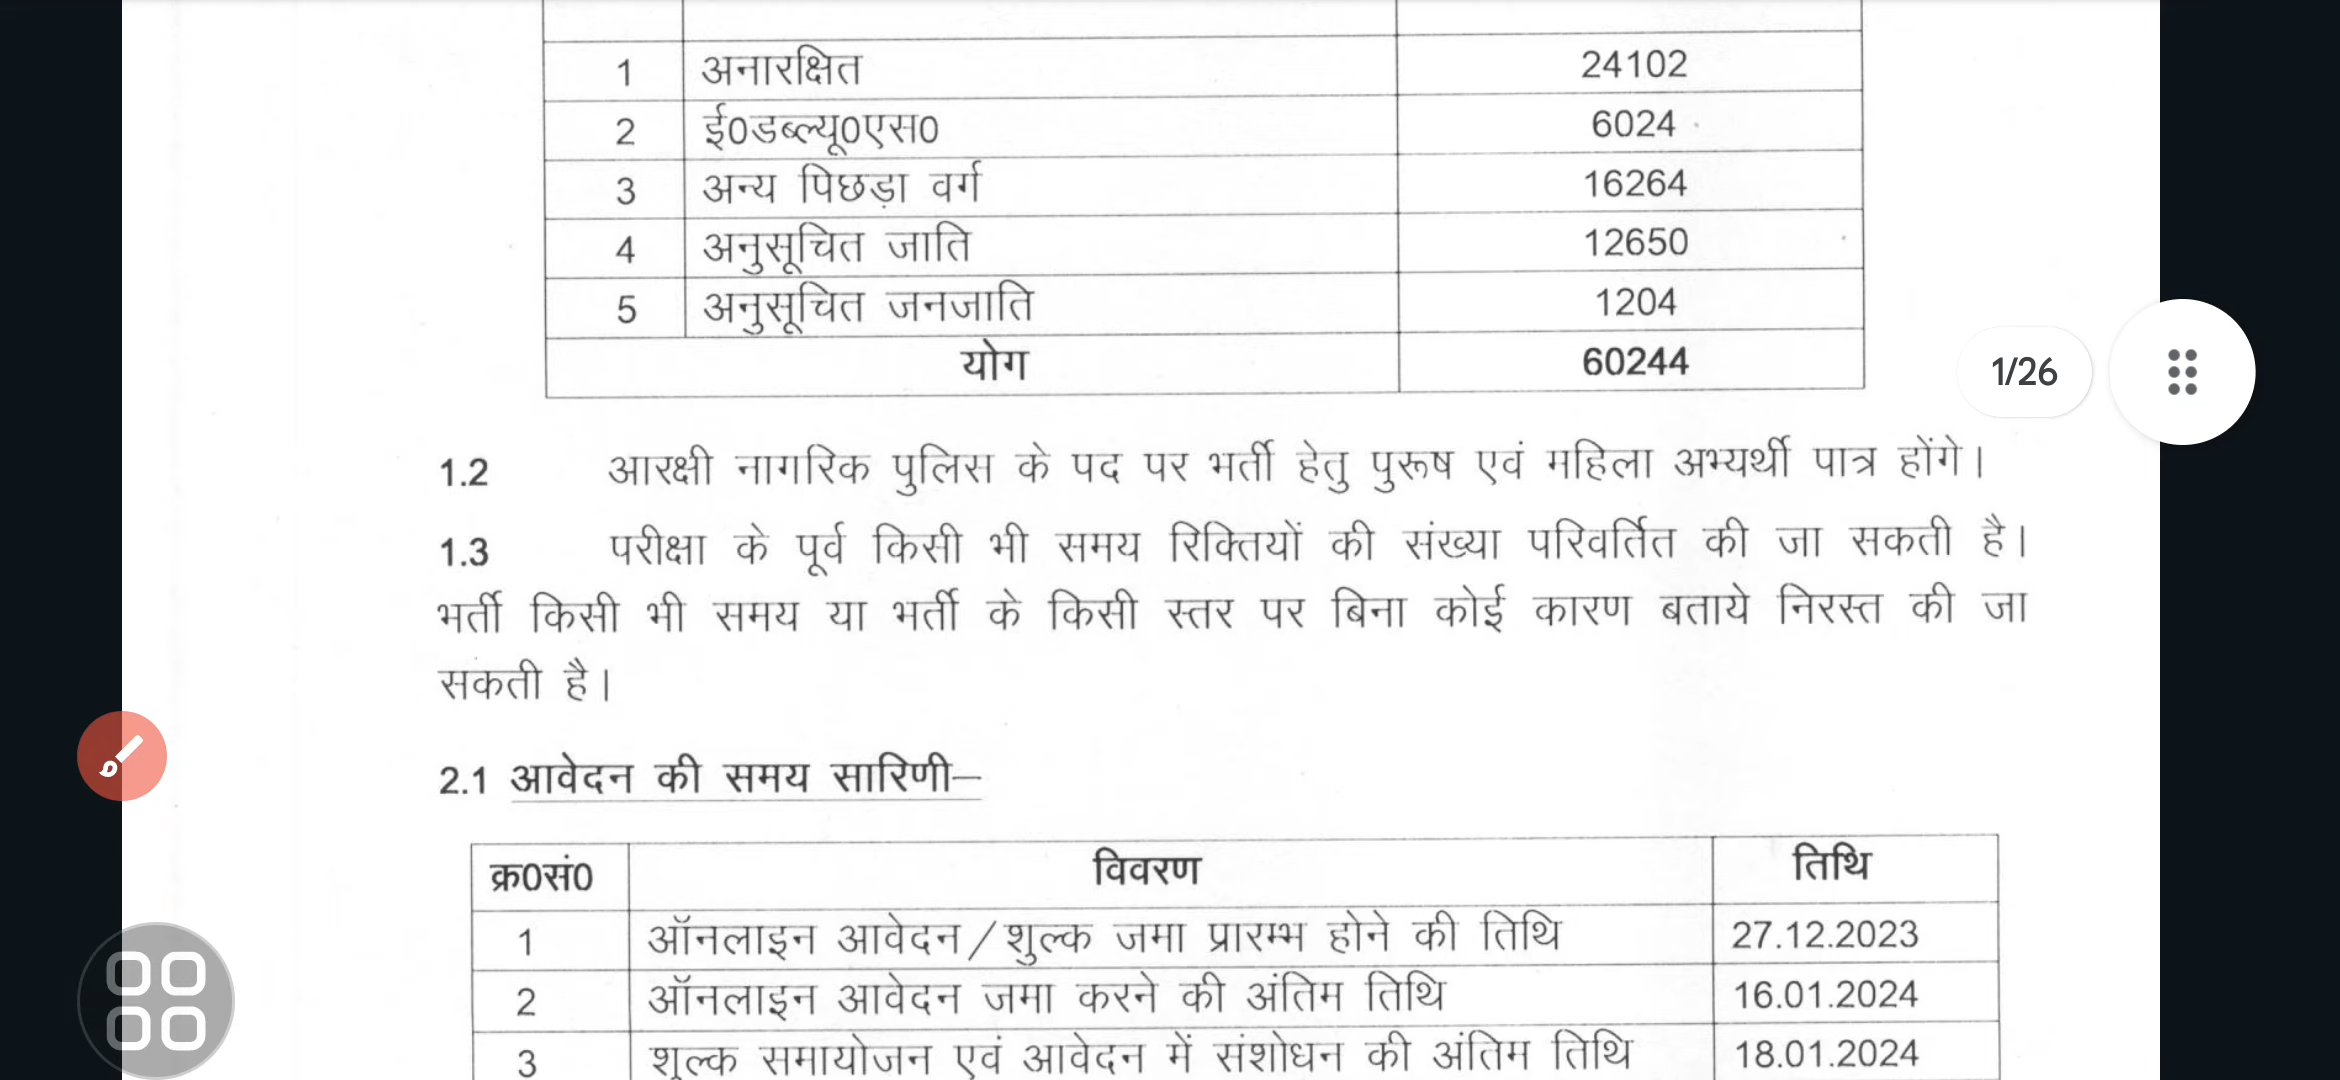 1 अनारक्षित 24102
2 ई0डब्ल्यू0एस0 6024
3 अन्य पिछड़ा वर्ग 16264
4 अनुसूचित जाति 12650
5 अनुसूचित जनजाति 1204
योग 60244
1/26
1.2 आरक्षी नागरिक पुलिस के पद पर भर्ती हेतु पुरूष एवं महिला अभ्यर्थी पात्र होंगे।
1.3 परीक्षा के पूर्व किसी भी समय रिक्तियों की संख्या परिवर्तित की जा सकती है।
भर्ती किसी भी समय या भर्ती के किसी स्तर पर बिना कोई कारण बताये निरस्त की जा
सकती है।
2.1 आवेदन की समय सारिणी–
क्र0सं0 विवरण तिथि
1 ऑनलाइन आवेदन/शुल्क जमा प्रारम्भ होने की तिथि 27.12.2023
2 ऑनलाइन आवेदन जमा करने की अंतिम तिथि 16.01.2024
3 शुल्क समायोजन एवं आवेदन में संशोधन की अंतिम तिथि 18.01.2024